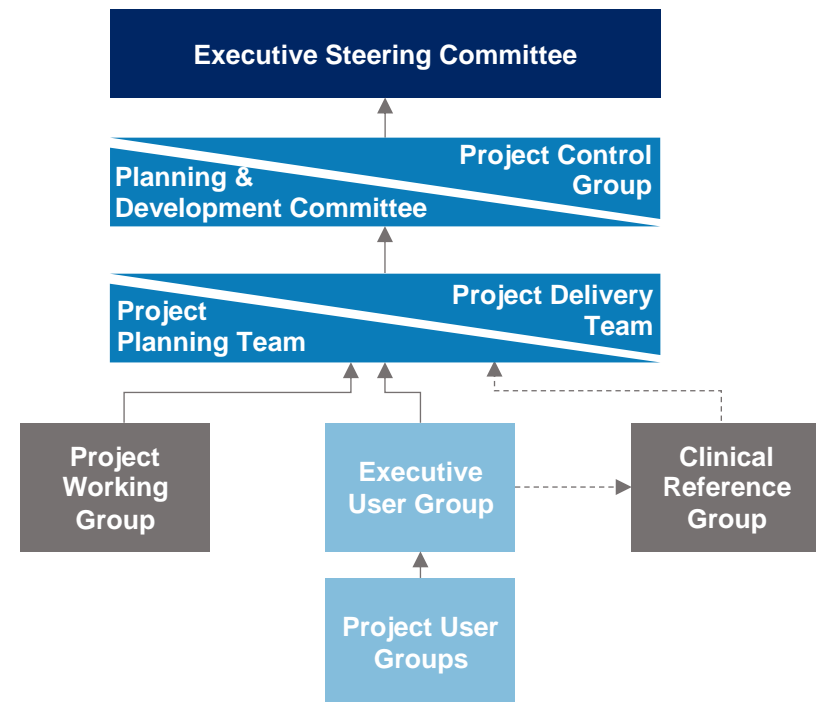 Executive Steering Committee
Project Control
Group
Planning &
Development Committee
Project Delivery
Team
Project
Planning Team
Project
Working
Group
Executive
User Group
Clinical
Reference
Group
Project User
Groups